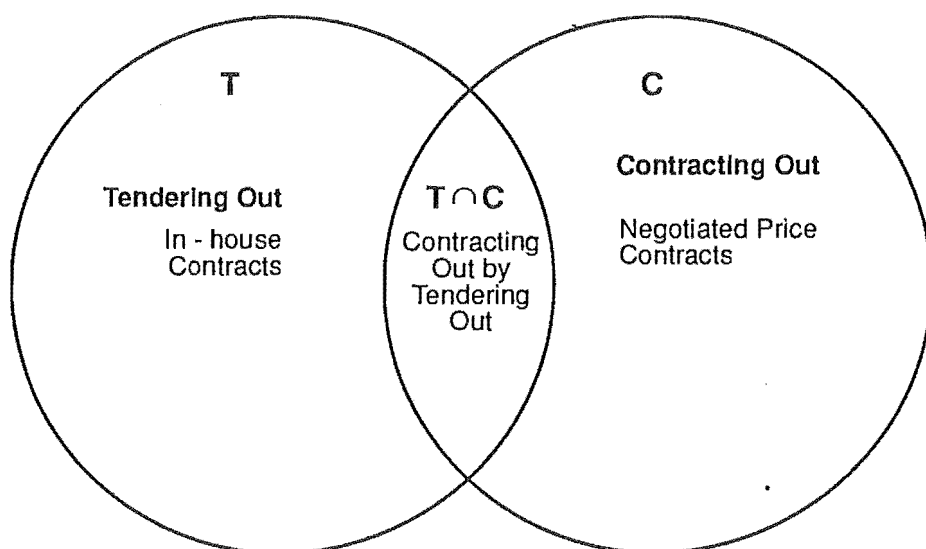 T
Tendering Out
In - house
Contracts
T ∩ C
Contracting
Out by
Tendering
Out
C
Contracting Out
Negotiated Price
Contracts